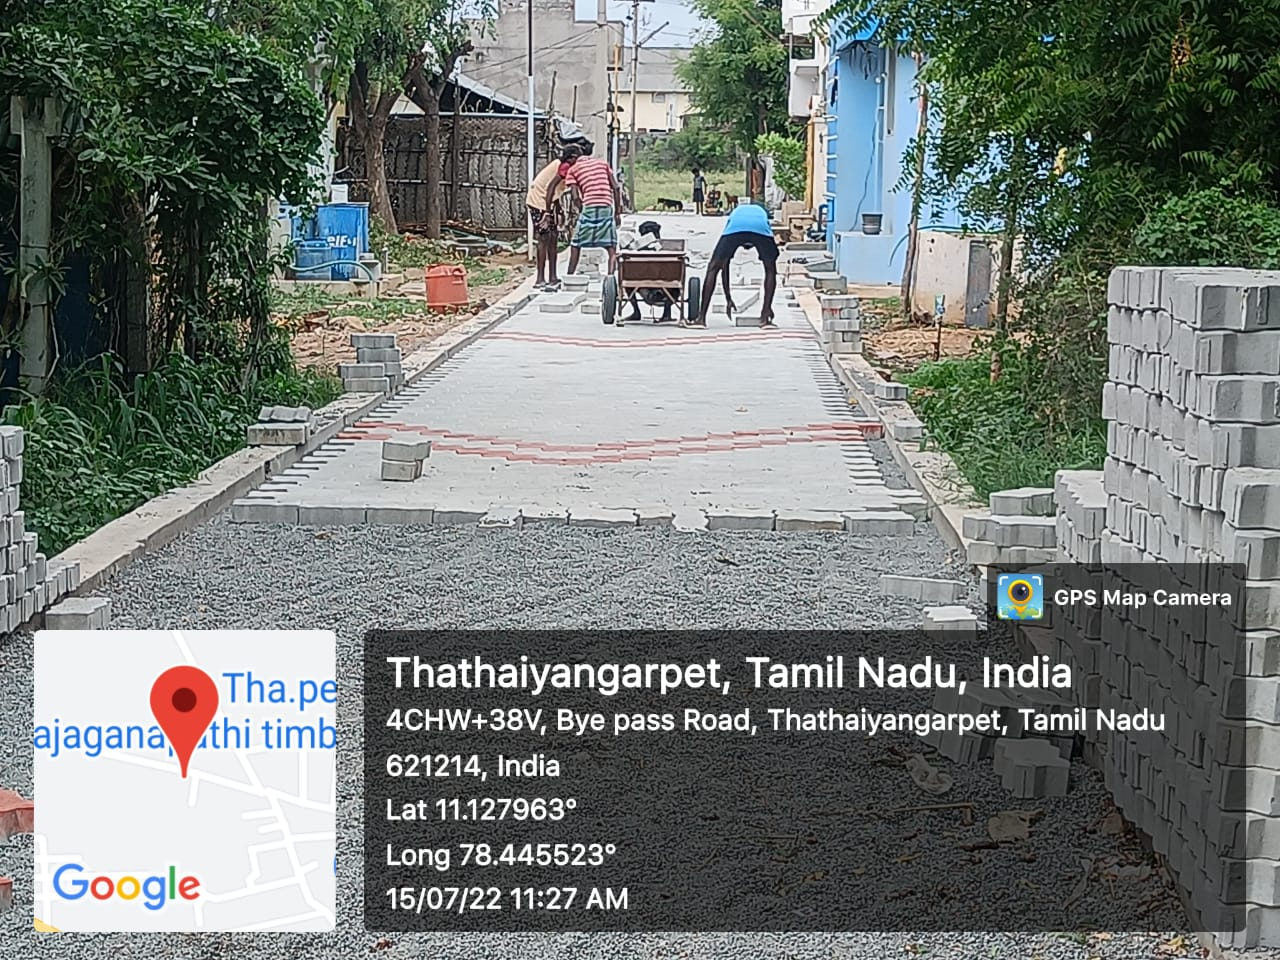 GPS Map Camera
Tha.pe
ajaganapathi timb
Google
Thathaiyangarpet, Tamil Nadu, India
4CHW+38V, Bye pass Road, Thathaiyangarpet, Tamil Nadu
621214, India
Lat 11.127963°
Long 78.445523°
15/07/22 11:27 AM